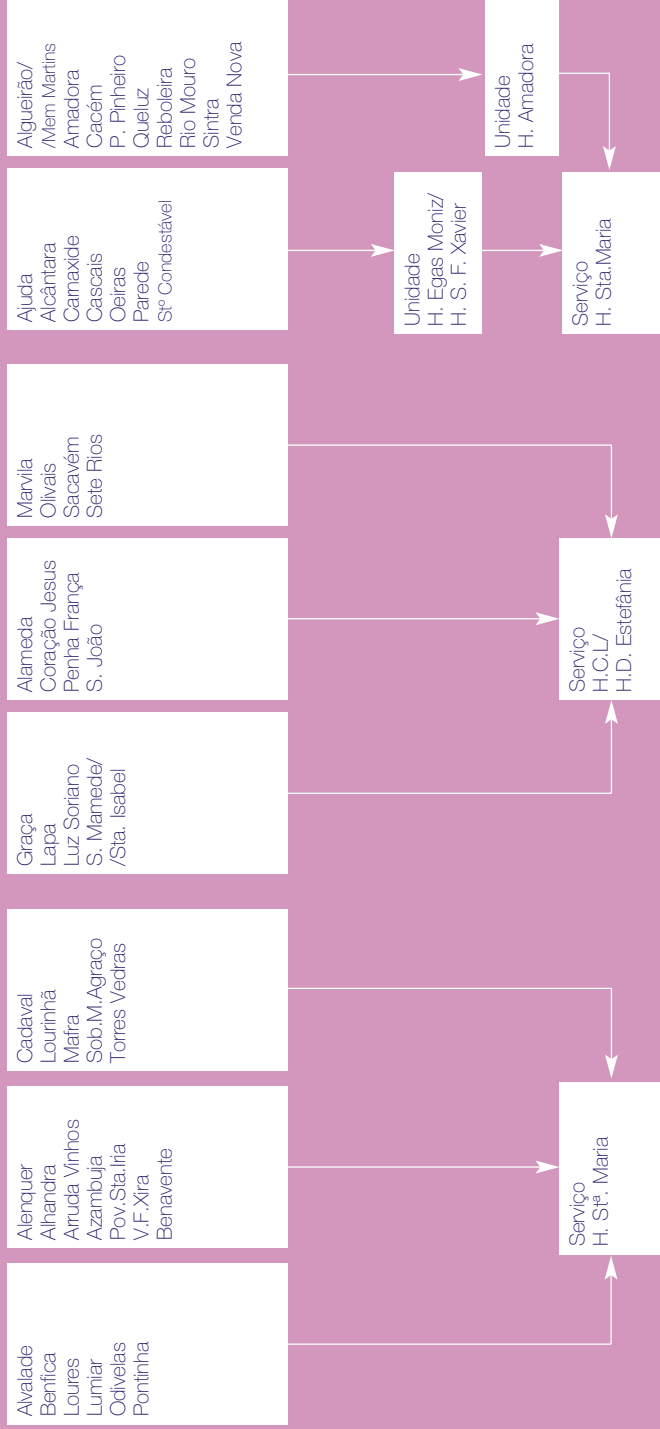 Alvalade
Benfica
Loures
Lumiar
Odivelas
Pontinha
Alenquer
Alhandra
Arruda Vinhos
Azambuja
Pov.Sta.Iria
V.F.Xira
Benavente
Cadaval
Lourinhã
Mafra
Sob.M.Agraço
Torres Vedras
Graça
Lapa
Luz Soriano
S. Mamede/
/Sta. Isabel
Alameda
Coração Jesus
Penha França
S. João
Marvila
Olivais
Sacavém
Sete Rios
Ajuda
Alcântara
Carnaxide
Cascais
Oeiras
Parede
Stº Condestável
Algueirão/
/Mem Martins
Amadora
Cacém
P. Pinheiro
Queluz
Reboleira
Rio Mouro
Sintra
Venda Nova
Unidade
H. Egas Moniz/
H. S. F. Xavier
Unidade
H. Amadora
Serviço
H. Stª. Maria
Serviço
H.C.L/
H.D. Estefânia
Serviço
H. Sta.Maria